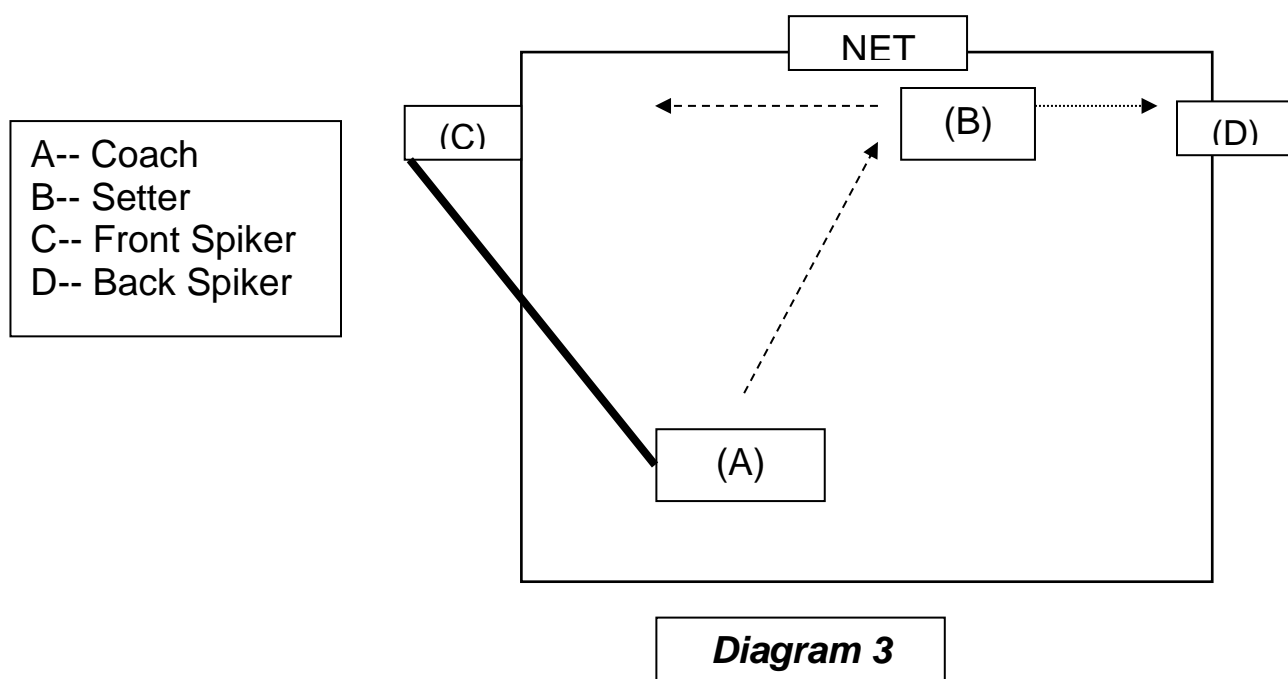 NET
(B)
(C)
(D)
A-- Coach
B-- Setter
C-- Front Spiker
D-- Back Spiker
(A)
Diagram 3